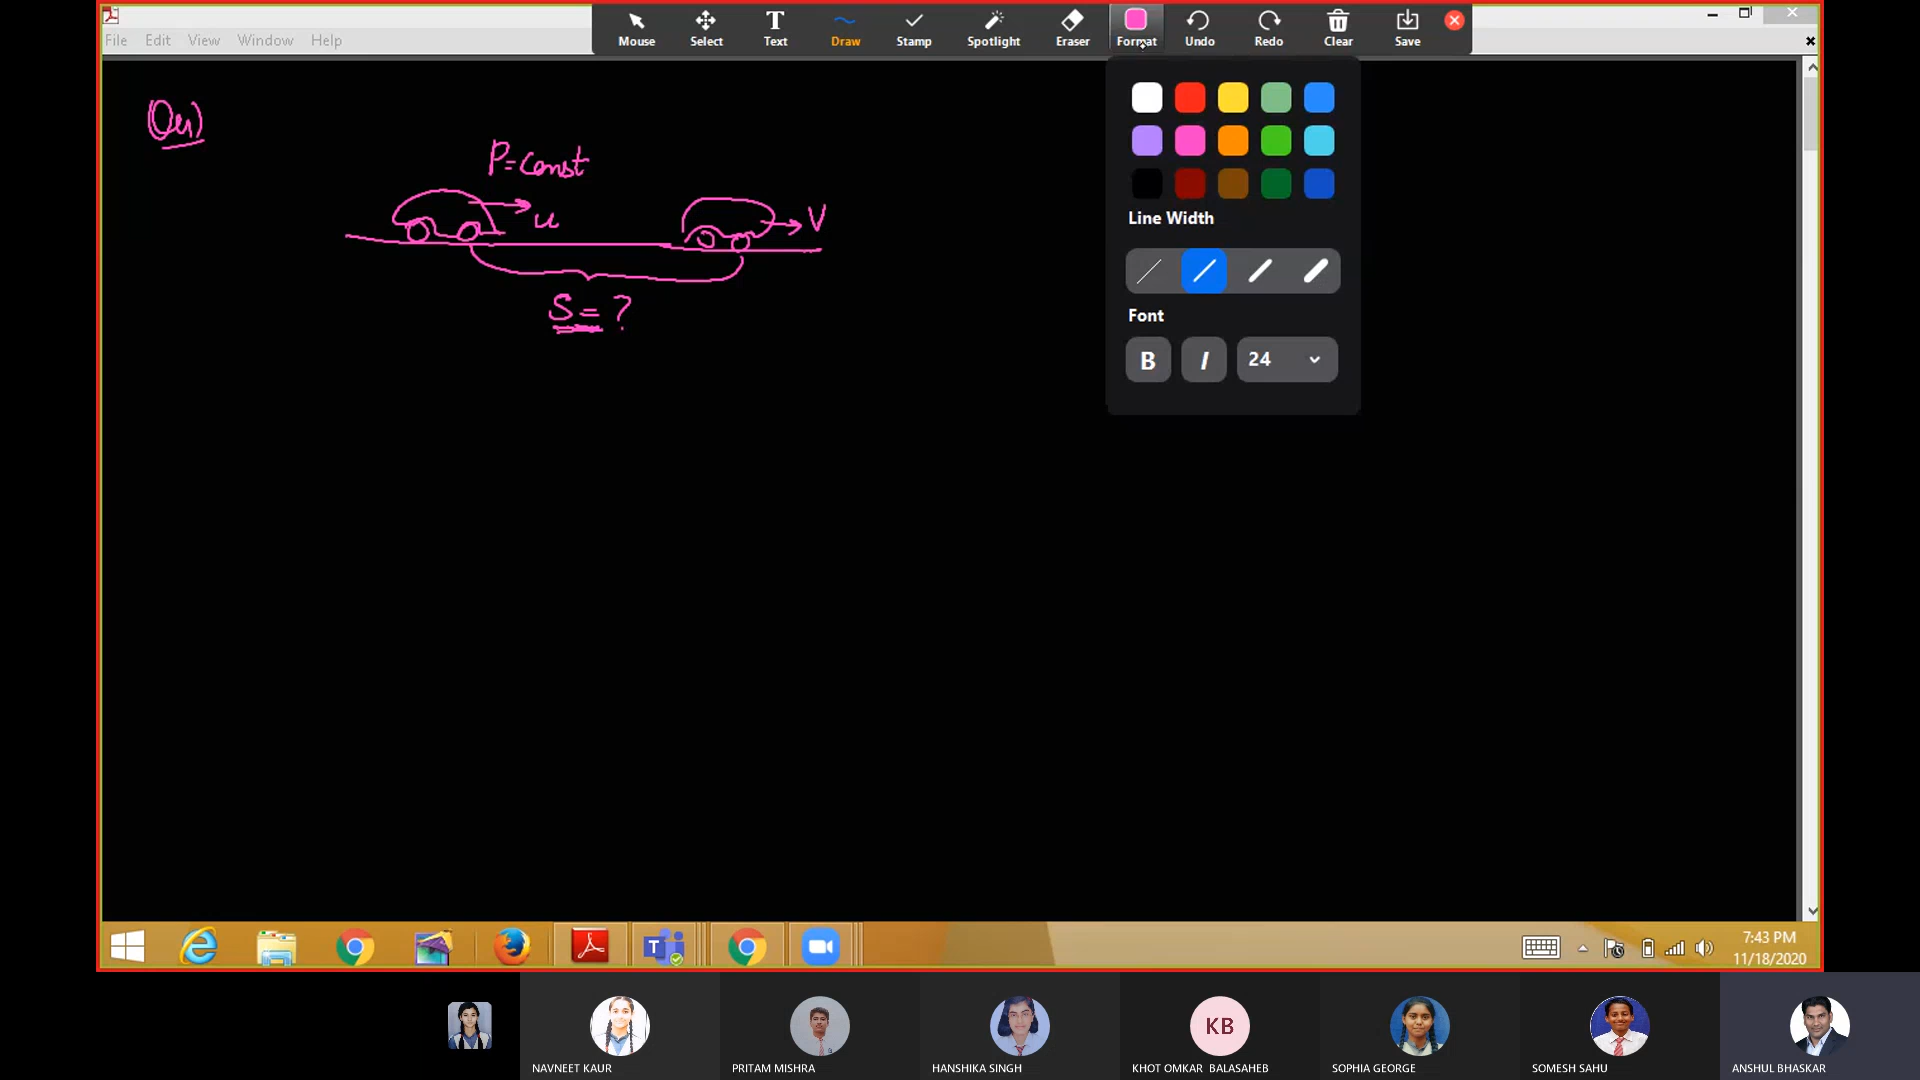 Mouse Select Text Draw Stamp Spotlight Eraser Format Undo Redo Clear Save
File Edit View Window Help
P=Const
u
V
S=?
Line Width
Font
B I 24
7:43 PM
11/18/2020
KB
NAVNEET KAUR
PRITAM MISHRA
HANSHIKA SINGH
KHOT OMKAR BALASAHEB
SOPHIA GEORGE
SOMESH SAHU
ANSHUL BHASKAR